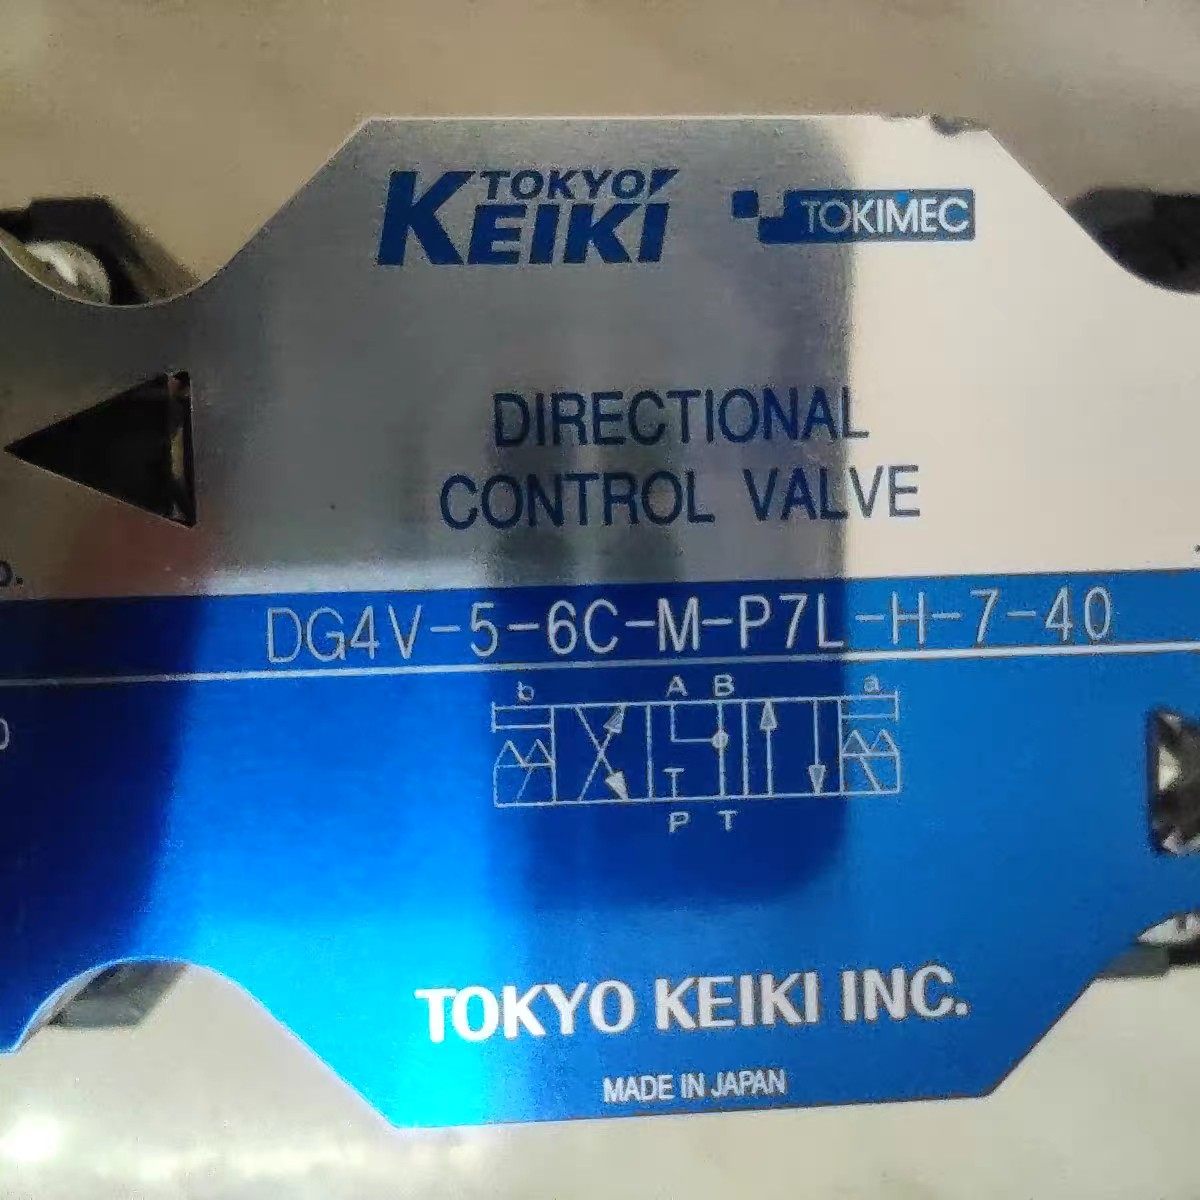 TOKYO
KEIKI
TOKIMEC
DIRECTIONAL
CONTROL VALVE
DG4V-5-6C-M-P7L-H-7-40
b A B a
P T
TOKYO KEIKI INC.
MADE IN JAPAN